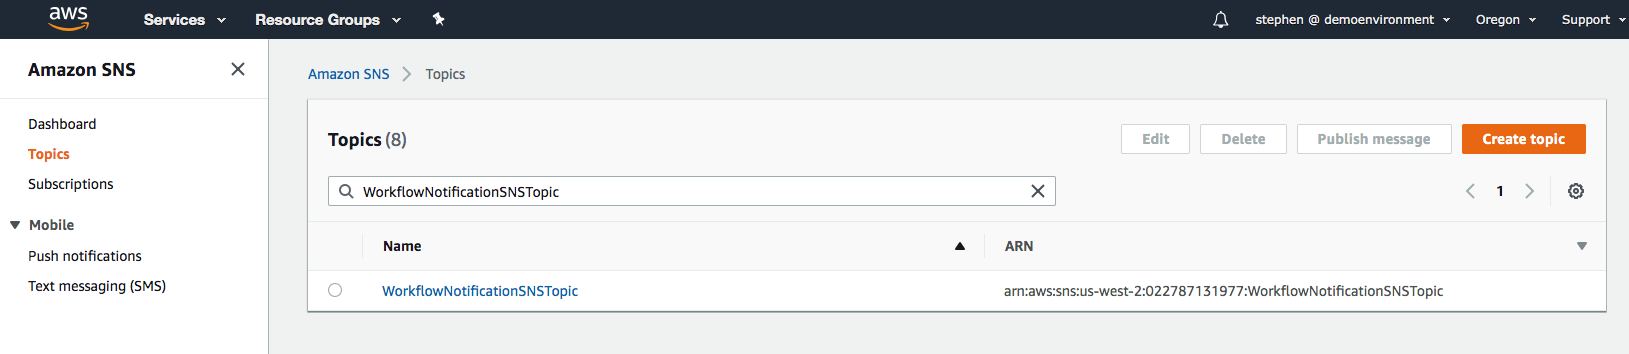 aws Services Resource Groups stephen @ demoenvironment Oregon Support
Amazon SNS
Dashboard
Topics
Subscriptions
Mobile
Push notifications
Text messaging (SMS)
Amazon SNS Topics
Topics (8) Edit Delete Publish message Create topic
WorkflowNotificationSNSTopic 1
Name ARN
WorkflowNotificationSNSTopic arn:aws:sns:us-west-2:022787131977:WorkflowNotificationSNSTopic